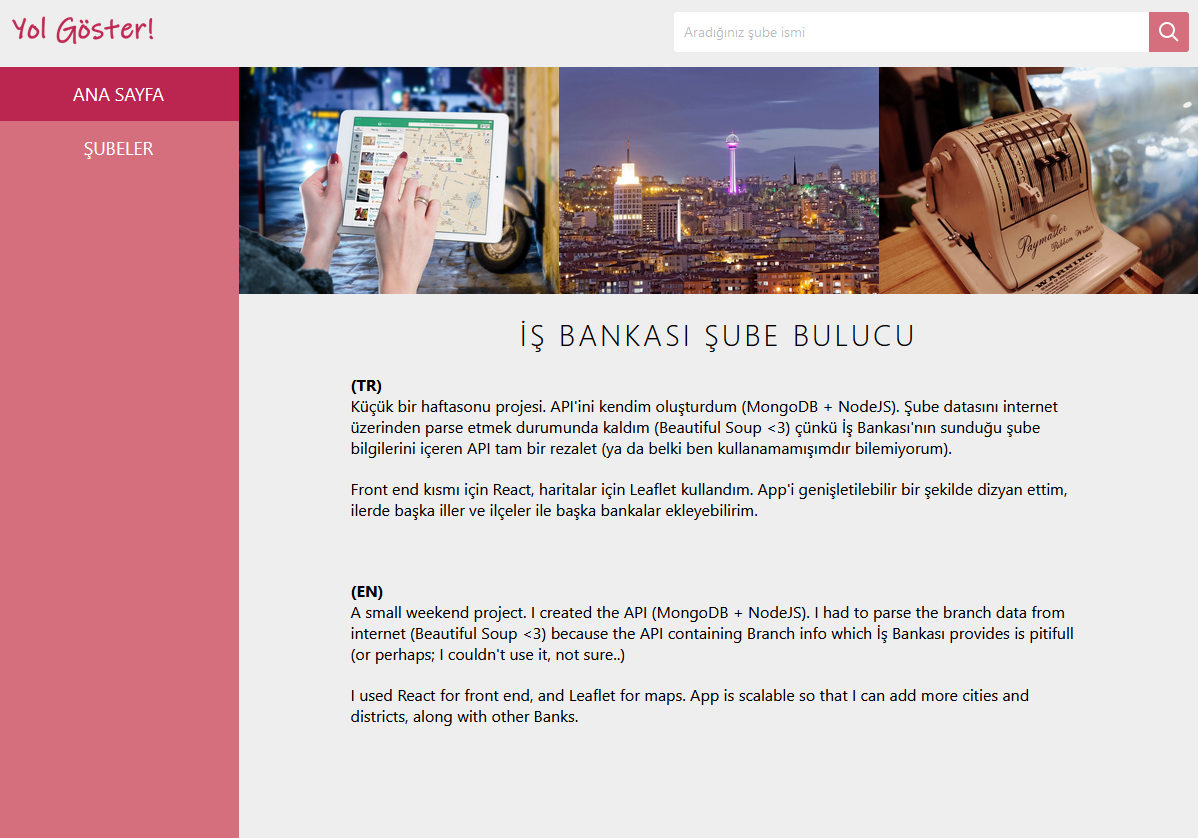 Yol Göster!
Aradığınız şube ismi
ANA SAYFA
ŞUBELER
Paymaster
Ribbon Writer
WARNING
İŞ BANKASI ŞUBE BULUCU
(TR)
Küçük bir haftasonu projesi. API'ini kendim oluşturdum (MongoDB + NodeJS). Şube datasını internet
üzerinden parse etmek durumunda kaldım (Beautiful Soup <3) çünkü İş Bankası'nın sunduğu şube
bilgilerini içeren API tam bir rezalet (ya da belki ben kullanamamışımdır bilemiyorum).
Front end kısmı için React, haritalar için Leaflet kullandım. App'i genişletilebilir bir şekilde dizyan ettim,
ilerde başka iller ve ilçeler ile başka bankalar ekleyebilirim.
(EN)
A small weekend project. I created the API (MongoDB + NodeJS). I had to parse the branch data from
internet (Beautiful Soup <3) because the API containing Branch info which İş Bankası provides is pitifull
(or perhaps; I couldn't use it, not sure..)
I used React for front end, and Leaflet for maps. App is scalable so that I can add more cities and
districts, along with other Banks.